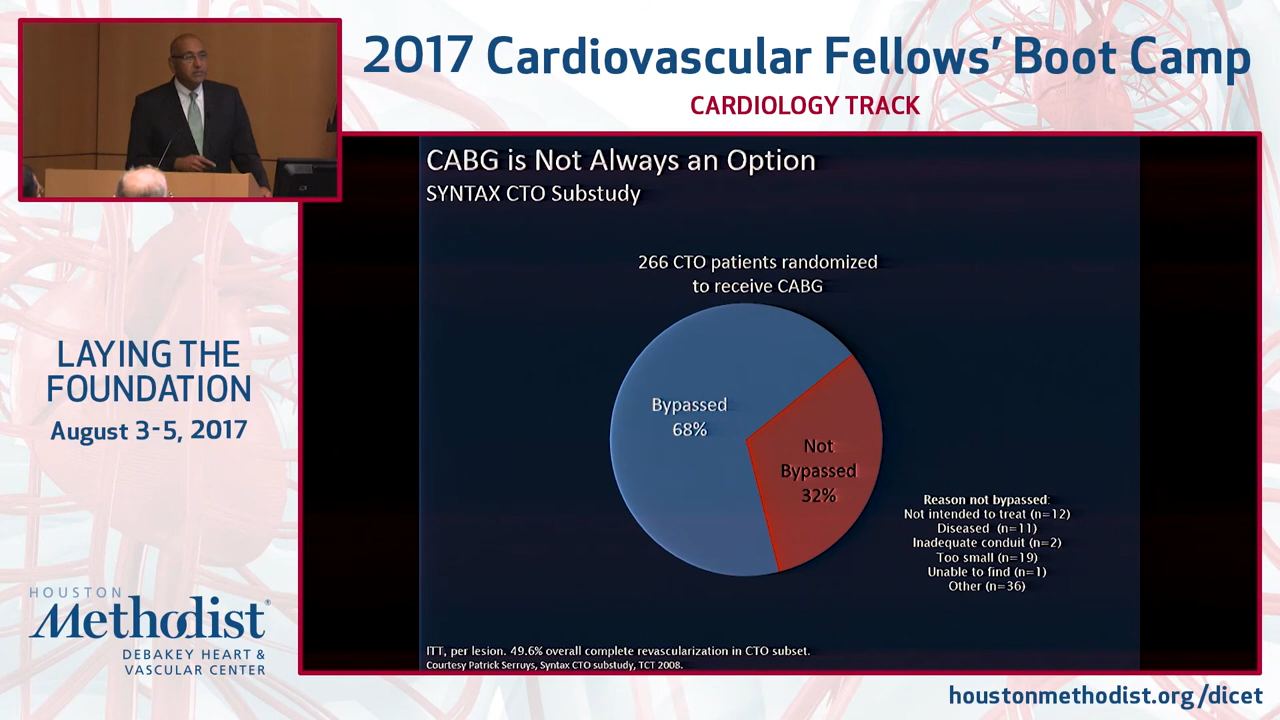 2017 Cardiovascular Fellows’ Boot Camp
CARDIOLOGY TRACK
CABG is Not Always an Option
SYNTAX CTO Substudy
266 CTO patients randomized
to receive CABG
Bypassed
68%
Not
Bypassed
32%
Reason not bypassed:
Not intended to treat (n=12)
Diseased (n=11)
Inadequate conduit (n=2)
Too small (n=19)
Unable to find (n=1)
Other (n=36)
ITT, per lesion. 49.6% overall complete revascularization in CTO subset.
Courtesy Patrick Serruys, Syntax CTO substudy, TCT 2008.
LAYING THE
FOUNDATION
August 3-5, 2017
HOUSTON
Methodist®
DEBAKEY HEART &
VASCULAR CENTER
houstonmethodist.org/dicet